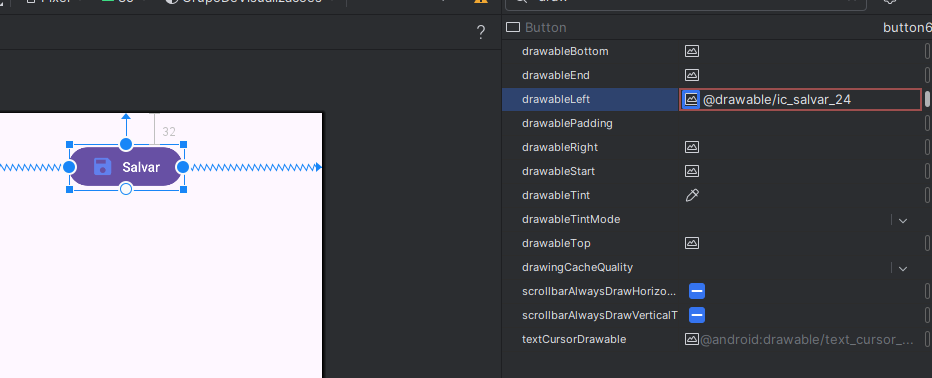 ?
Button
button6
drawableBottom
drawableEnd
drawableLeft
@drawable/ic_salvar_24
drawablePadding
32
Salvar
drawableRight
drawableStart
drawableTint
drawableTintMode
drawableTop
drawingCacheQuality
scrollbarAlwaysDrawHorizo...
scrollbarAlwaysDrawVerticalT
textCursorDrawable
@android:drawable/text_cursor_...